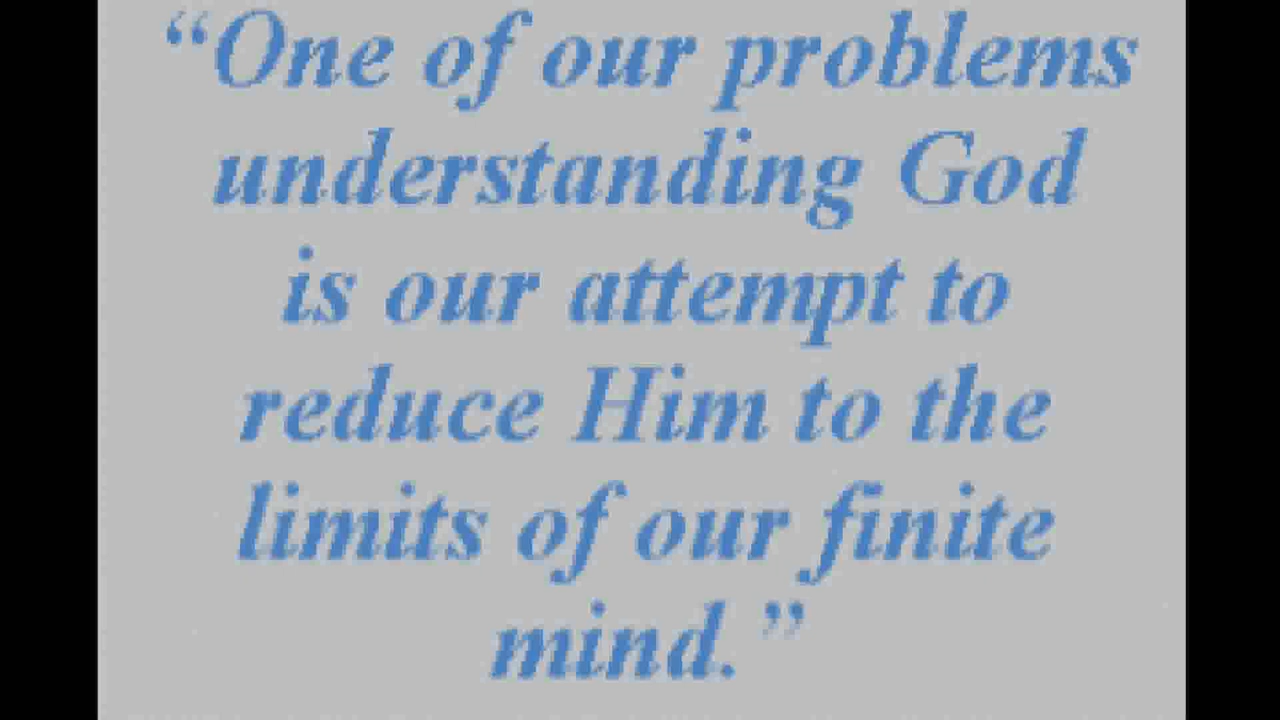 “One of our problems
understanding God
is our attempt to
reduce Him to the
limits of our finite
mind.”